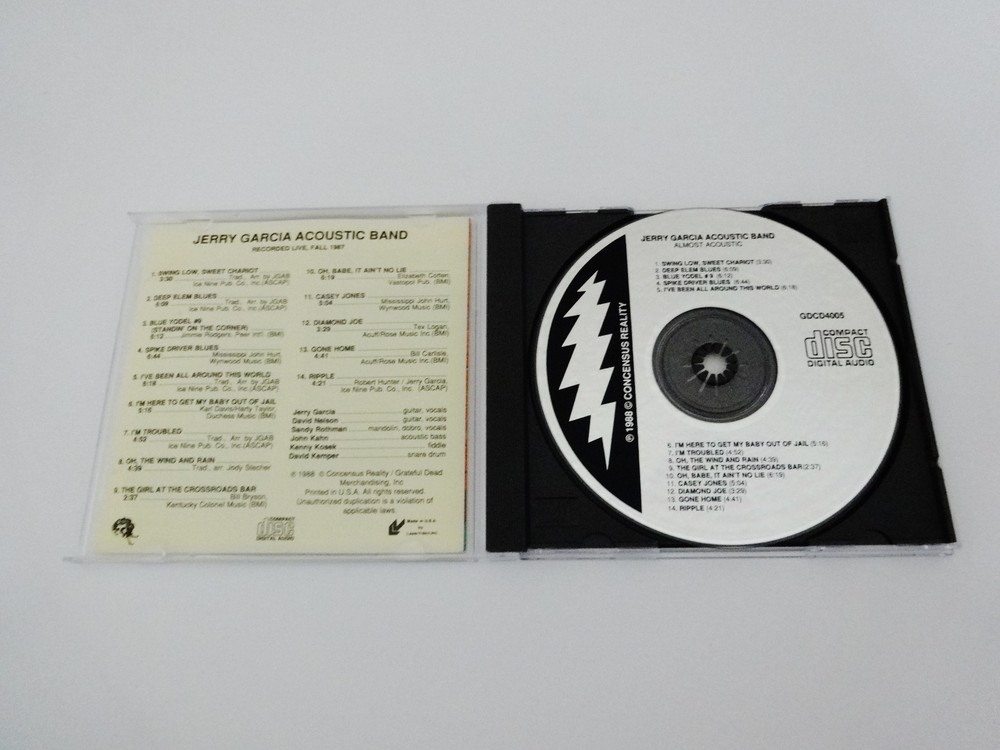 JERRY GARCIA ACOUSTIC BAND
RECORDED LIVE, FALL 1987
1. SWING LOW, SWEET CHARIOT
3:30 Trad., Arr. by JGAB
Ice Nine Pub. Co., Inc. (ASCAP)
2. DEEP ELEM BLUES
6:09 Trad., Arr. by JGAB
Ice Nine Pub. Co., Inc. (ASCAP)
3. BLUE YODEL #9
(STANDIN' ON THE CORNER)
6:12 Jimmie Rodgers, Peer Int'l. (BMI)
4. SPIKE DRIVER BLUES
5:44 Mississippi John Hurt,
Wynwood Music (BMI)
5. I'VE BEEN ALL AROUND THIS WORLD
6:18 Trad., Arr. by JGAB
Ice Nine Pub. Co., Inc. (ASCAP)
6. I'M HERE TO GET MY BABY OUT OF JAIL
5:16 Karl Davis/Harty Taylor,
Duchess Music (BMI)
7. I'M TROUBLED
4:52 Trad., Arr. by JGAB
Ice Nine Pub. Co., Inc. (ASCAP)
8. OH, THE WIND AND RAIN
4:39 Trad., arr. Jody Stecher
9. THE GIRL AT THE CROSSROADS BAR
2:37 Bill Bryson,
Kentucky Colonel Music (BMI)
10. OH, BABE, IT AIN'T NO LIE
6:19 Elizabeth Cotten,
Vastopol Pub. (BMI)
11. CASEY JONES
5:04 Mississippi John Hurt,
Wynwood Music (BMI)
12. DIAMOND JOE
3:29 Tex Logan,
Acuff/Rose Music Inc. (BMI)
13. GONE HOME
4:41 Bill Carlisle,
Acuff/Rose Music Inc. (BMI)
14. RIPPLE
4:21 Robert Hunter / Jerry Garcia,
Ice Nine Pub. Co., Inc. (ASCAP)
Jerry Garcia guitar, vocals
David Nelson guitar, vocals
Sandy Rothman mandolin, dobro, vocals
John Kahn acoustic bass
Kenny Kosek fiddle
David Kemper snare drum
℗ 1988 © Concensus Reality / Grateful Dead
Merchandising, Inc
Printed in U.S.A. All rights reserved.
Unauthorized duplication is a violation of
applicable laws.
COMPACT
disc
DIGITAL AUDIO
Made in U.S.A.
by
JERRY GARCIA ACOUSTIC BAND
ALMOST ACOUSTIC
1. SWING LOW, SWEET CHARIOT (3:30)
2. DEEP ELEM BLUES (6:09)
3. BLUE YODEL #9 (6:12)
4. SPIKE DRIVER BLUES (5:44)
5. I'VE BEEN ALL AROUND THIS WORLD (6:18)
℗ 1988 © CONCENSUS REALITY
GDCD4005
COMPACT
disc
DIGITAL AUDIO
6. I'M HERE TO GET MY BABY OUT OF JAIL (5:16)
7. I'M TROUBLED (4:52)
8. OH, THE WIND AND RAIN (4:39)
9. THE GIRL AT THE CROSSROADS BAR (2:37)
10. OH, BABE, IT AIN'T NO LIE (6:19)
11. CASEY JONES (5:04)
12. DIAMOND JOE (3:29)
13. GONE HOME (4:41)
14. RIPPLE (4:21)